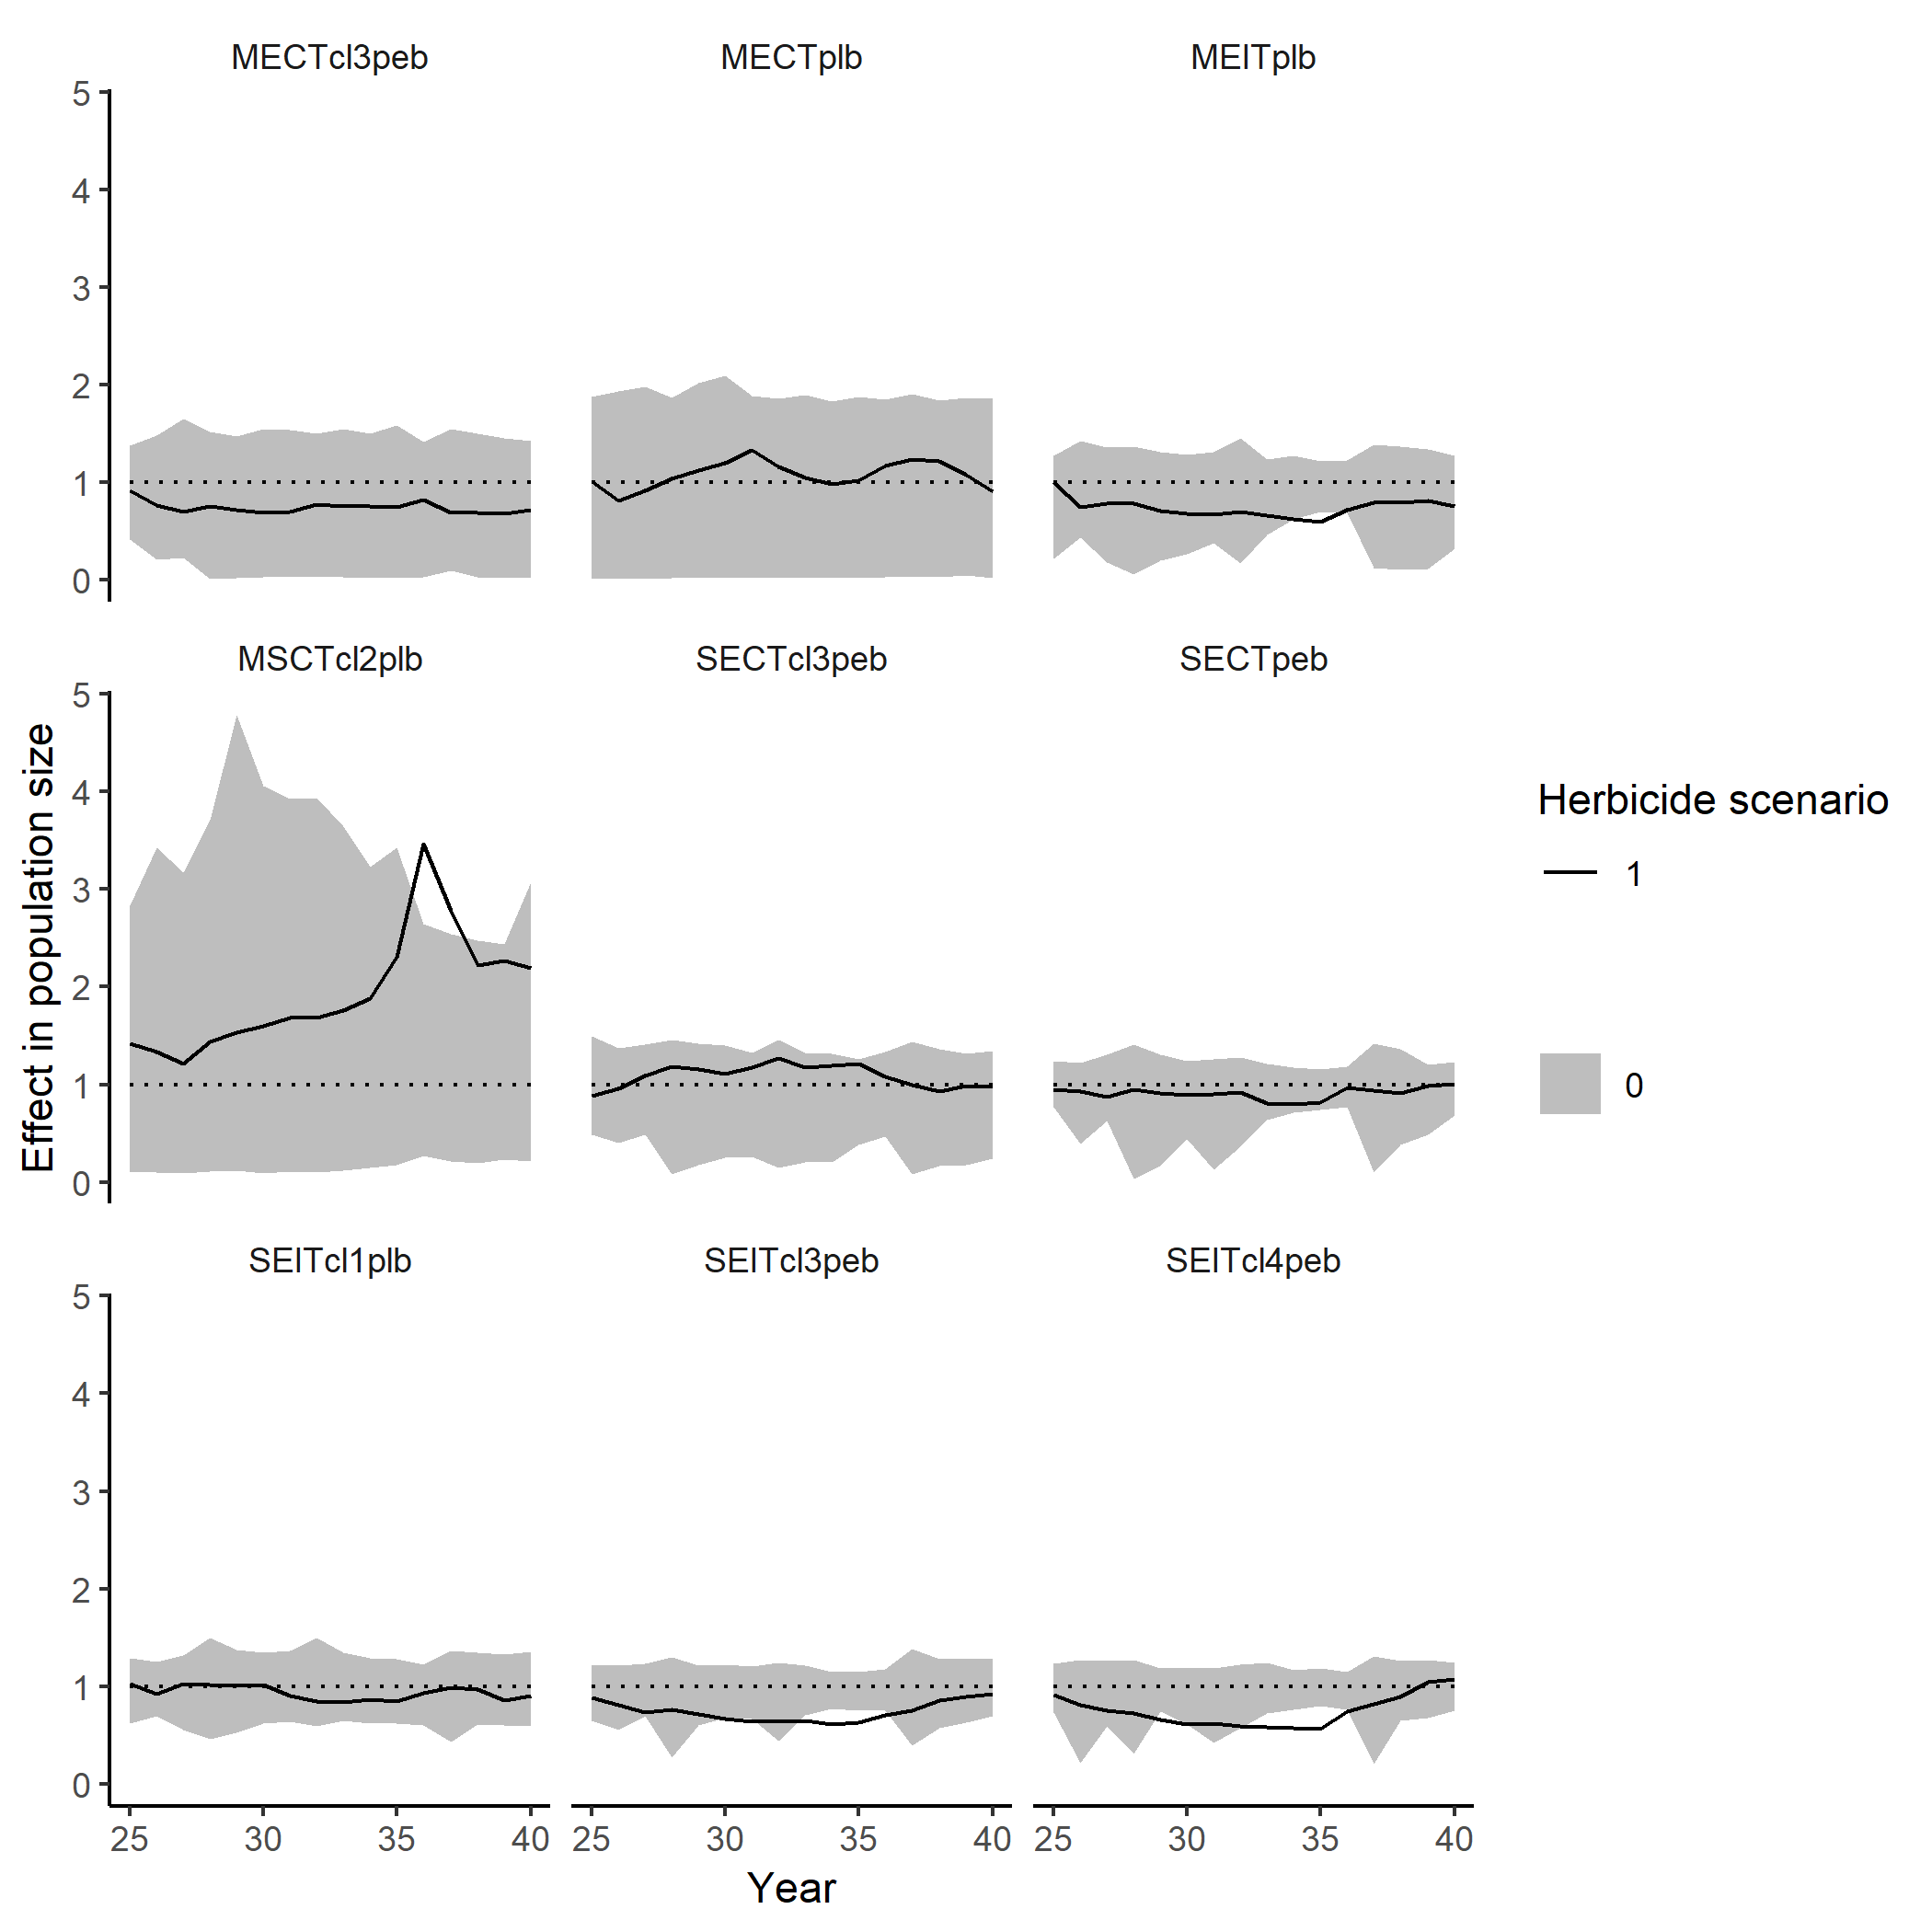 MECTcl3peb MECTplb MEITplb
5
4
3
2
1
0
MSCTcl2plb SECTcl3peb SECTpeb
5
4
3
2
1
0
Effect in population size
Herbicide scenario
1
0
SEITcl1plb SEITcl3peb SEITcl4peb
5
4
3
2
1
0
25 30 35 40 25 30 35 40 25 30 35 40
Year